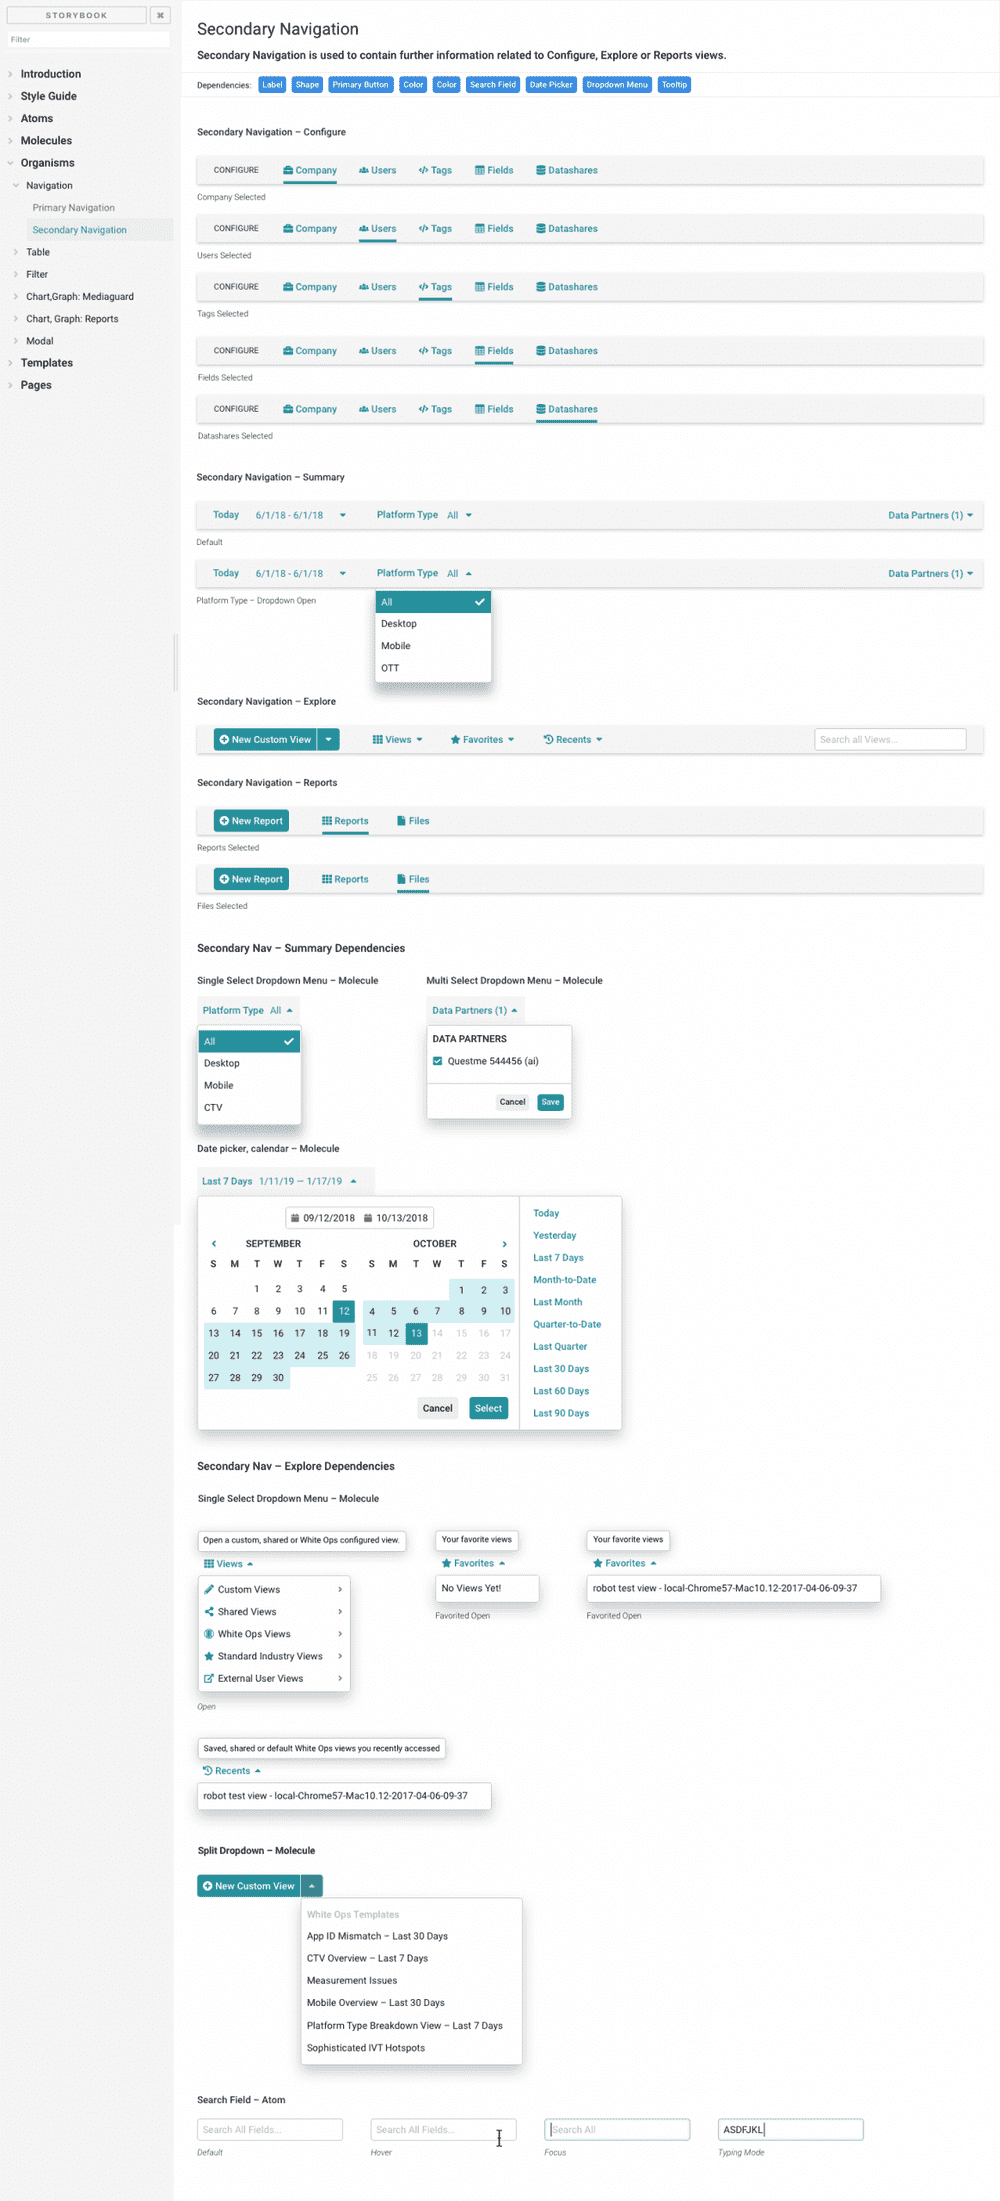 STORYBOOK
⌘
Filter
Introduction
Style Guide
Atoms
Molecules
Organisms
Navigation
Primary Navigation
Secondary Navigation
Table
Filter
Chart,Graph: Mediaguard
Chart, Graph: Reports
Modal
Templates
Pages
Secondary Navigation
Secondary Navigation is used to contain further information related to Configure, Explore or Reports views.
Dependencies: Label Shape Primary Button Color Color Search Field Date Picker Dropdown Menu Tooltip
Secondary Navigation – Configure
CONFIGURE Company Users Tags Fields Datashares
Company Selected
CONFIGURE Company Users Tags Fields Datashares
Users Selected
CONFIGURE Company Users Tags Fields Datashares
Tags Selected
CONFIGURE Company Users Tags Fields Datashares
Fields Selected
CONFIGURE Company Users Tags Fields Datashares
Datashares Selected
Secondary Navigation – Summary
Today 6/1/18 - 6/1/18 Platform Type All Data Partners (1)
Default
Today 6/1/18 - 6/1/18 Platform Type All Data Partners (1)
Platform Type – Dropdown Open
All
Desktop
Mobile
OTT
Secondary Navigation – Explore
New Custom View Views Favorites Recents Search all Views...
Secondary Navigation – Reports
New Report Reports Files
Reports Selected
New Report Reports Files
Files Selected
Secondary Nav – Summary Dependencies
Single Select Dropdown Menu – Molecule
Platform Type All
All
Desktop
Mobile
CTV
Multi Select Dropdown Menu – Molecule
Data Partners (1)
DATA PARTNERS
Questme 544456 (ai)
Cancel Save
Date picker, calendar – Molecule
Last 7 Days 1/11/19 — 1/17/19
09/12/2018 10/13/2018
SEPTEMBER OCTOBER
S M T W T F S S M T W T F S
1 2 3 4 5 1 2 3
6 7 8 9 10 11 12 4 5 6 7 8 9 10
13 14 15 16 17 18 19 11 12 13 14 15 16 17
20 21 22 23 24 25 26 18 19 20 21 22 23 24
27 28 29 30 25 26 27 28 29 30 31
Cancel Select
Today
Yesterday
Last 7 Days
Month-to-Date
Last Month
Quarter-to-Date
Last Quarter
Last 30 Days
Last 60 Days
Last 90 Days
Secondary Nav – Explore Dependencies
Single Select Dropdown Menu – Molecule
Open a custom, shared or White Ops configured view.
Views
Custom Views
Shared Views
White Ops Views
Standard Industry Views
External User Views
Open
Your favorite views
Favorites
No Views Yet!
Favorited Open
Your favorite views
Favorites
robot test view - local-Chrome57-Mac10.12-2017-04-06-09-37
Favorited Open
Saved, shared or default White Ops views you recently accessed
Recents
robot test view - local-Chrome57-Mac10.12-2017-04-06-09-37
Split Dropdown – Molecule
New Custom View
White Ops Templates
App ID Mismatch – Last 30 Days
CTV Overview – Last 7 Days
Measurement Issues
Mobile Overview – Last 30 Days
Platform Type Breakdown View – Last 7 Days
Sophisticated IVT Hotspots
Search Field – Atom
Search All Fields... Search All Fields... Search All ASDFJKL
Default Hover Focus Typing Mode